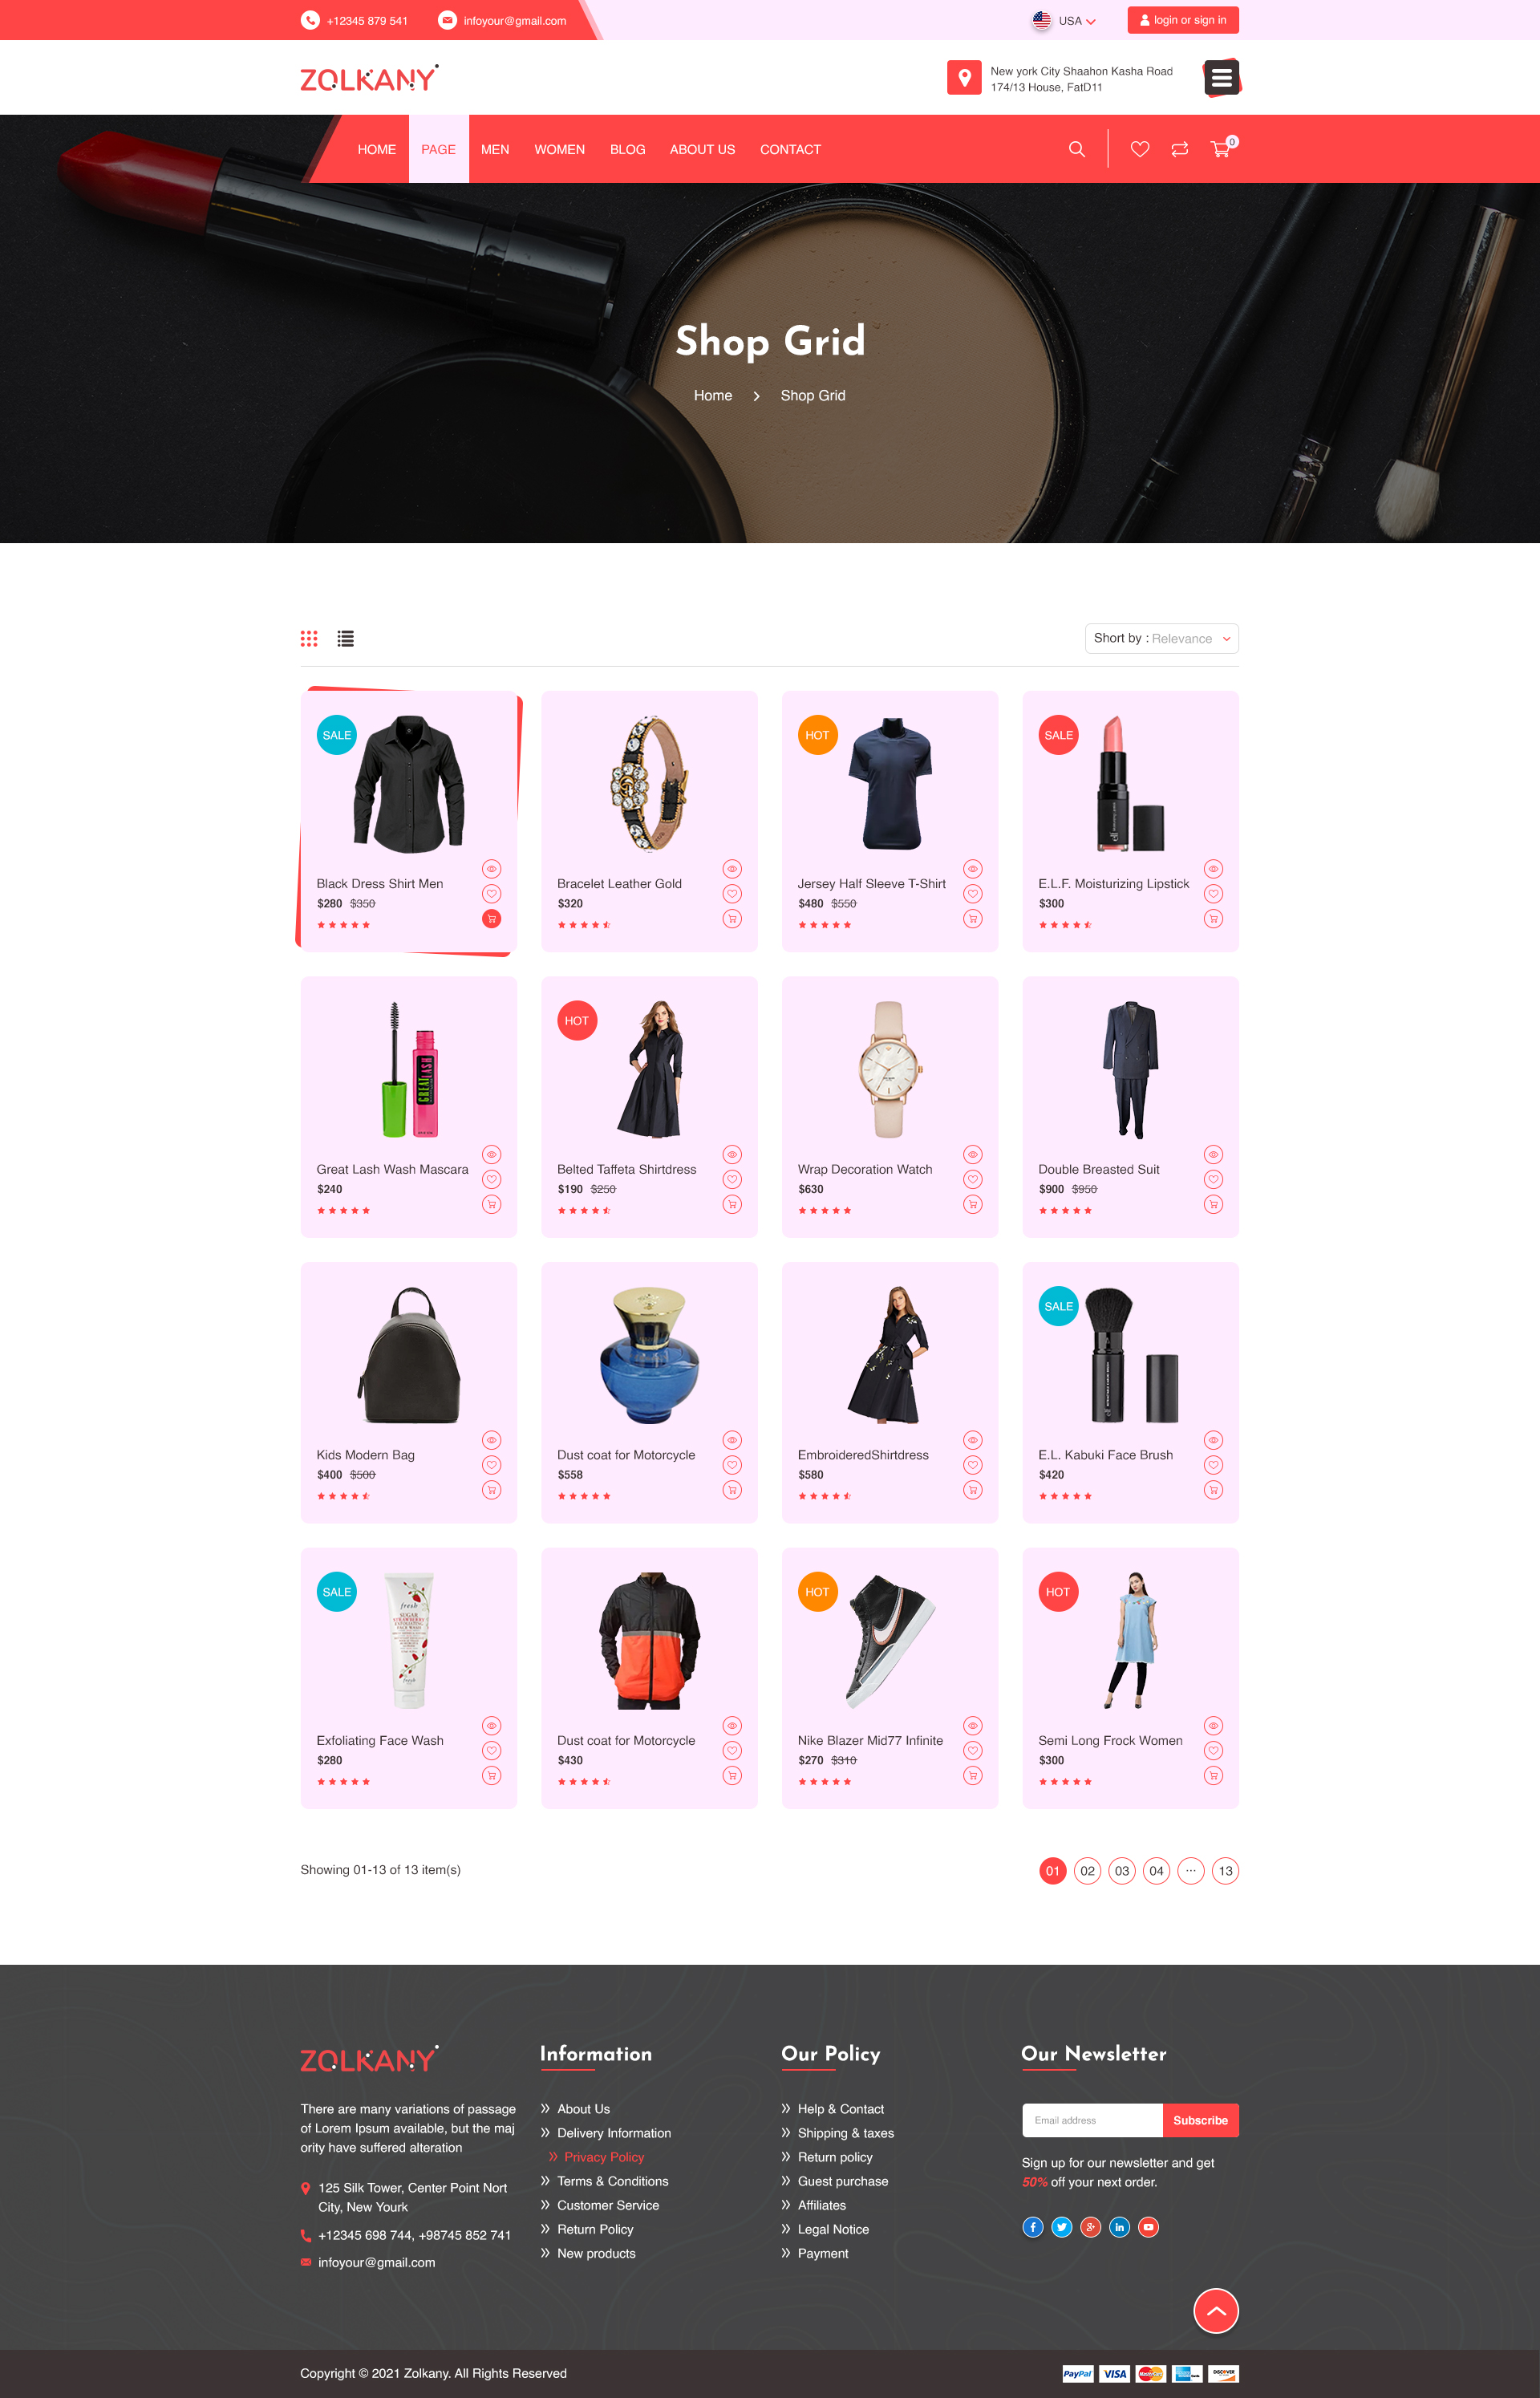 +12345 879 541
infoyour@gmail.com
USA
login or sign in
ZOLKANY
New york City Shaahon Kasha Road
174/13 House, FatD11
HOME
PAGE
MEN
WOMEN
BLOG
ABOUT US
CONTACT
0
Shop Grid
Home
Shop Grid
Short by : Relevance
SALE
Black Dress Shirt Men
$280 $350
Bracelet Leather Gold
$320
HOT
Jersey Half Sleeve T-Shirt
$480 $550
SALE
E.L.F. Moisturizing Lipstick
$300
GREAT LASH
Great Lash Wash Mascara
$240
HOT
Belted Taffeta Shirtdress
$190 $250
Wrap Decoration Watch
$630
Double Breasted Suit
$900 $950
Kids Modern Bag
$400 $500
Dust coat for Motorcycle
$558
EmbroideredShirtdress
$580
SALE
E.L. Kabuki Face Brush
$420
SALE
fresh
SUGAR
STRAWBERRY
FACE WASH
Exfoliating Face Wash
$280
Dust coat for Motorcycle
$430
HOT
Nike Blazer Mid77 Infinite
$270 $310
HOT
Semi Long Frock Women
$300
Showing 01-13 of 13 item(s)
01
02
03
04
...
13
ZOLKANY
There are many variations of passage
of Lorem Ipsum available, but the maj
ority have suffered alteration
125 Silk Tower, Center Point Nort
City, New Yourk
+12345 698 744, +98745 852 741
infoyour@gmail.com
Information
About Us
Delivery Information
Privacy Policy
Terms & Conditions
Customer Service
Return Policy
New products
Our Policy
Help & Contact
Shipping & taxes
Return policy
Guest purchase
Affiliates
Legal Notice
Payment
Our Newsletter
Email address
Subscribe
Sign up for our newsletter and get
50% off your next order.
Copyright © 2021 Zolkany. All Rights Reserved
PayPal
VISA
MasterCard
DISCOVER